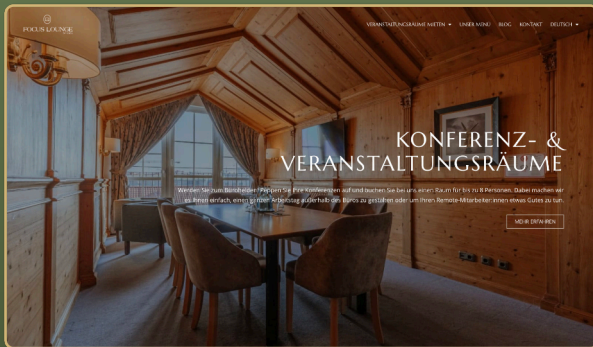 FOCUS LOUNGE
VERANSTALTUNGSRÄUME MIETEN
UNSER MENÜ
BLOG
KONTAKT
DEUTSCH
KONFERENZ- &
VERANSTALTUNGSRÄUME
Werden Sie zum Büroheiden! Peppen Sie Ihre Konferenzen auf und buchen Sie bei uns einen Raum für bis zu 8 Personen. Dabei machen wir
es Ihnen einfach, einen ganzen Arbeitstag außerhalb des Büros zu gestalten oder um Ihren Remote-Mitarbeiter:innen etwas Gutes zu tun.
MEHR ERFAHREN